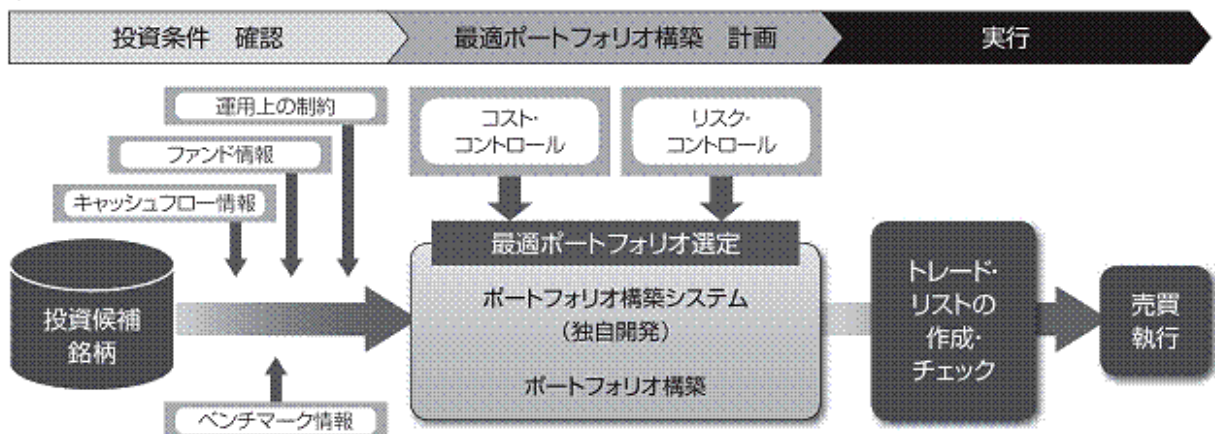 投資条件　確認
最適ポートフォリオ構築　計画
実行
運用上の制約
ファンド情報
キャッシュフロー情報
投資候補
銘柄
ベンチマーク情報
コスト・
コントロール
リスク・
コントロール
最適ポートフォリオ選定
ポートフォリオ構築システム
（独自開発）
ポートフォリオ構築
トレード・
リストの
作成・
チェック
売買
執行